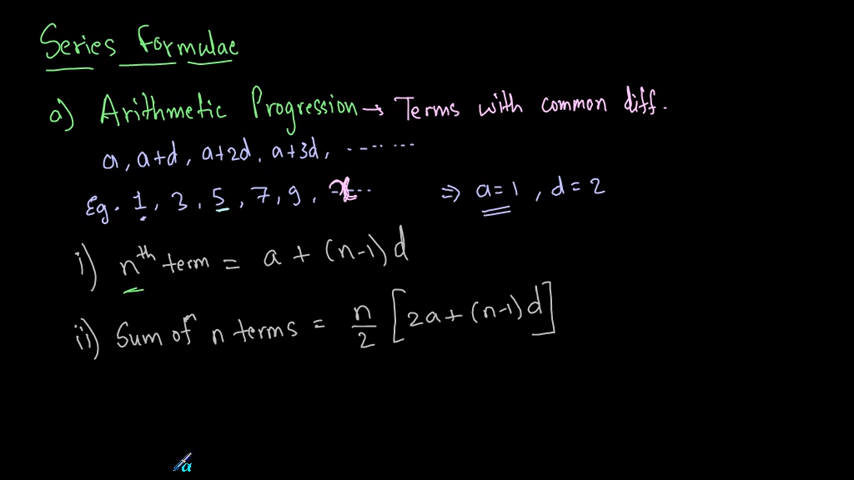 Series Formulae
a) Arithmetic Progression → Terms with common diff.
a, a+d, a+2d, a+3d, ........
Eg. 1, 3, 5, 7, 9, ..... ⇒ a=1, d=2
i) nth term = a + (n-1)d
ii) Sum of n terms = n/2 [2a+(n-1)d]